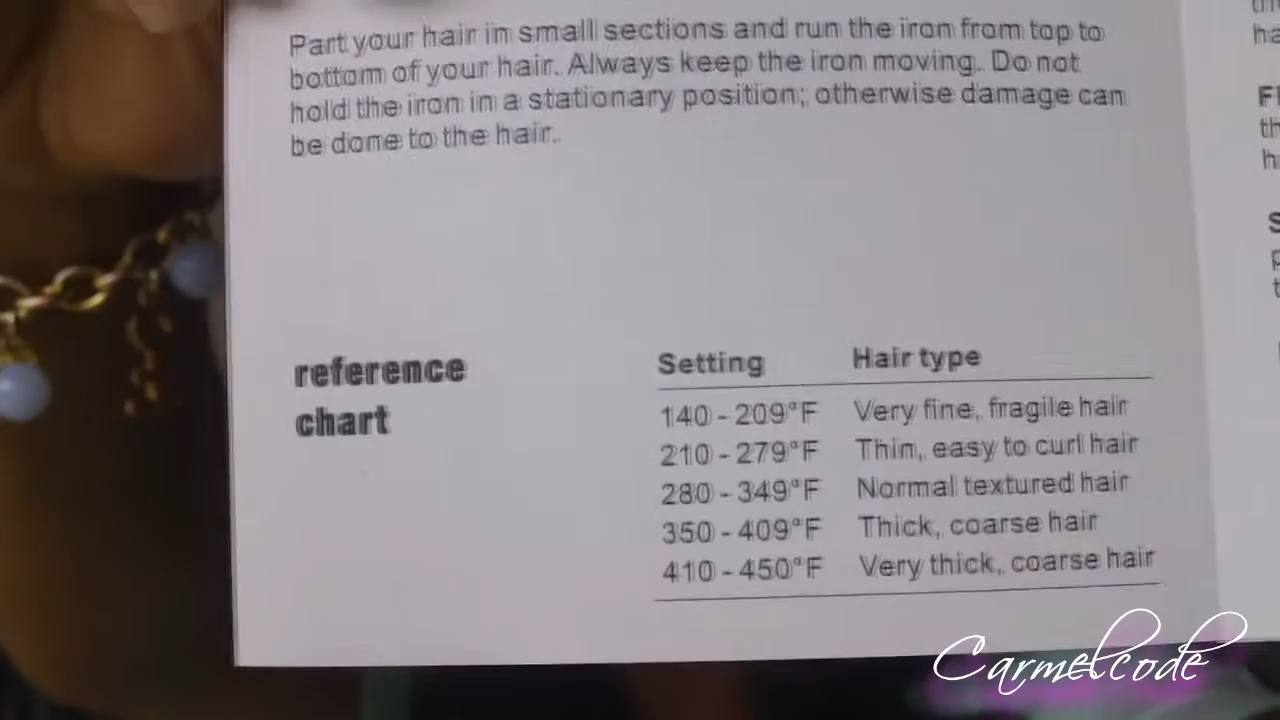 Part your hair in small sections and run the iron from top to
bottom of your hair. Always keep the iron moving. Do not
hold the iron in a stationary position; otherwise damage can
be done to the hair.
reference
chart
Setting Hair type
140 - 209°F Very fine, fragile hair
210 - 279°F Thin, easy to curl hair
280 - 349°F Normal textured hair
350 - 409°F Thick, coarse hair
410 - 450°F Very thick, coarse hair
Carmelcode